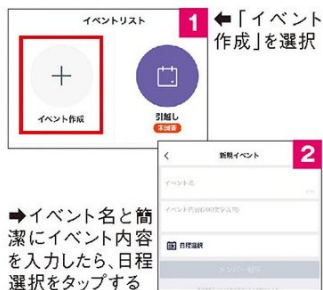 イベントリスト
1
⬅「イベント
作成」を選択
イベント作成
引越し
未回答
新規イベント
2
イベント名
日程選択
➡イベント名と簡
潔にイベント内容
を入力したら、日程
選択をタップする